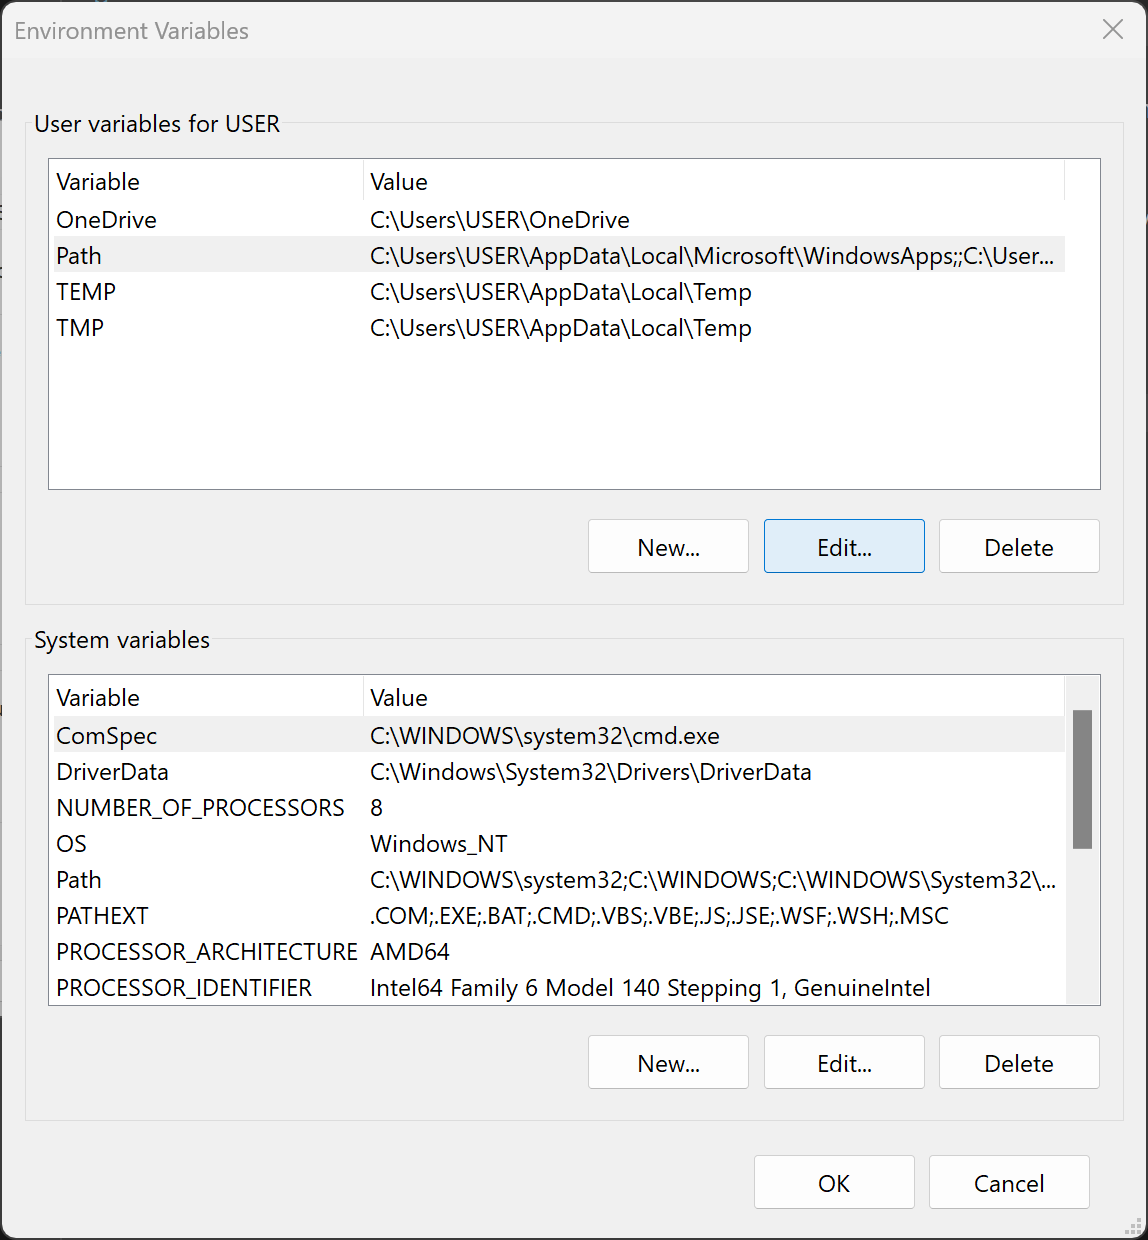 Environment Variables
User variables for USER
Variable Value
OneDrive C:\Users\USER\OneDrive
Path C:\Users\USER\AppData\Local\Microsoft\WindowsApps;;C:\User...
TEMP C:\Users\USER\AppData\Local\Temp
TMP C:\Users\USER\AppData\Local\Temp
New... Edit... Delete
System variables
Variable Value
ComSpec C:\WINDOWS\system32\cmd.exe
DriverData C:\Windows\System32\Drivers\DriverData
NUMBER_OF_PROCESSORS 8
OS Windows_NT
Path C:\WINDOWS\system32;C:\WINDOWS;C:\WINDOWS\System32\...
PATHEXT .COM;.EXE;.BAT;.CMD;.VBS;.VBE;.JS;.JSE;.WSF;.WSH;.MSC
PROCESSOR_ARCHITECTURE AMD64
PROCESSOR_IDENTIFIER Intel64 Family 6 Model 140 Stepping 1, GenuineIntel
New... Edit... Delete
OK Cancel